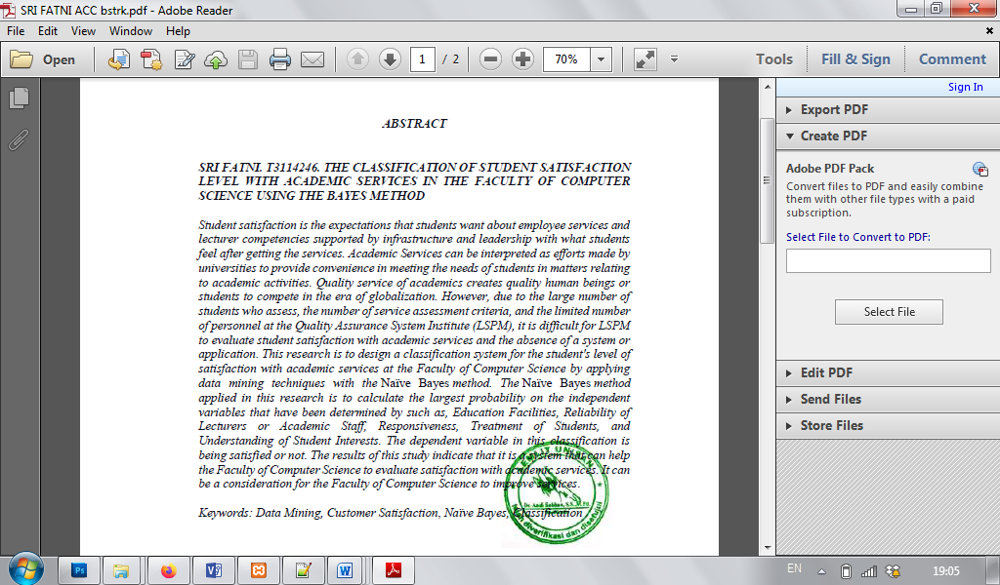 SRI FATNI ACC bstrk.pdf - Adobe Reader
File Edit View Window Help
Open 1 / 2 70% Tools Fill & Sign Comment
Sign In
Export PDF
Create PDF
Adobe PDF Pack
Convert files to PDF and easily combine
them with other file types with a paid
subscription.
Select File to Convert to PDF:
Select File
Edit PDF
Send Files
Store Files
ABSTRACT
SRI FATNI. T3114246. THE CLASSIFICATION OF STUDENT SATISFACTION
LEVEL WITH ACADEMIC SERVICES IN THE FACULTY OF COMPUTER
SCIENCE USING THE BAYES METHOD
Student satisfaction is the expectations that students want about employee services and
lecturer competencies supported by infrastructure and leadership with what students
feel after getting the services. Academic Services can be interpreted as efforts made by
universities to provide convenience in meeting the needs of students in matters relating
to academic activities. Quality service of academics creates quality human beings or
students to compete in the era of globalization. However, due to the large number of
students who assess, the number of service assessment criteria, and the limited number
of personnel at the Quality Assurance System Institute (LSPM), it is difficult for LSPM
to evaluate student satisfaction with academic services and the absence of a system or
application. This research is to design a classification system for the student's level of
satisfaction with academic services at the Faculty of Computer Science by applying
data mining techniques with the Naïve Bayes method. The Naïve Bayes method
applied in this research is to calculate the largest probability on the independent
variables that have been determined by such as, Education Facilities, Reliability of
Lecturers or Academic Staff, Responsiveness, Treatment of Students, and
Understanding of Student Interests. The dependent variable in this classification is
being satisfied or not. The results of this study indicate that it is a system that can help
the Faculty of Computer Science to evaluate satisfaction with academic services. It can
be a consideration for the Faculty of Computer Science to improve services.
Keywords: Data Mining, Customer Satisfaction, Naïve Bayes, Classification
diverifikasi dan disetujui
EN 19:05